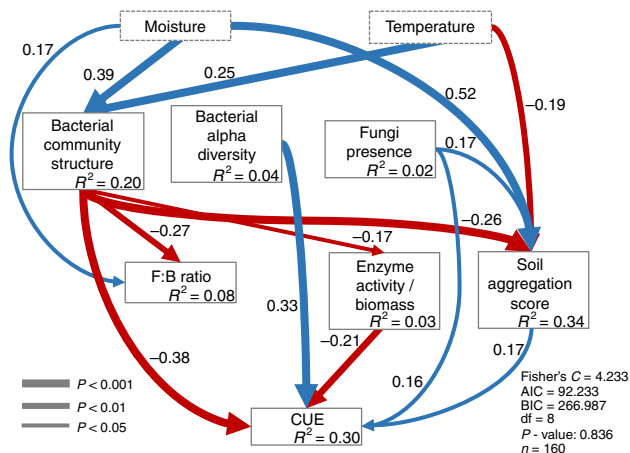 Moisture
Temperature
0.17
0.39
0.25
0.52
−0.19
Bacterial
community
structure
R² = 0.20
Bacterial
alpha
diversity
R² = 0.04
Fungi
presence
R² = 0.02
0.17
−0.27
−0.17
−0.26
F:B ratio
R² = 0.08
Enzyme
activity /
biomass
R² = 0.03
Soil
aggregation
score
R² = 0.34
0.33
−0.38
−0.21
0.16
0.17
P < 0.001
P < 0.01
P < 0.05
CUE
R² = 0.30
Fisher's C = 4.233
AIC = 92.233
BIC = 266.987
df = 8
P - value: 0.836
n = 160